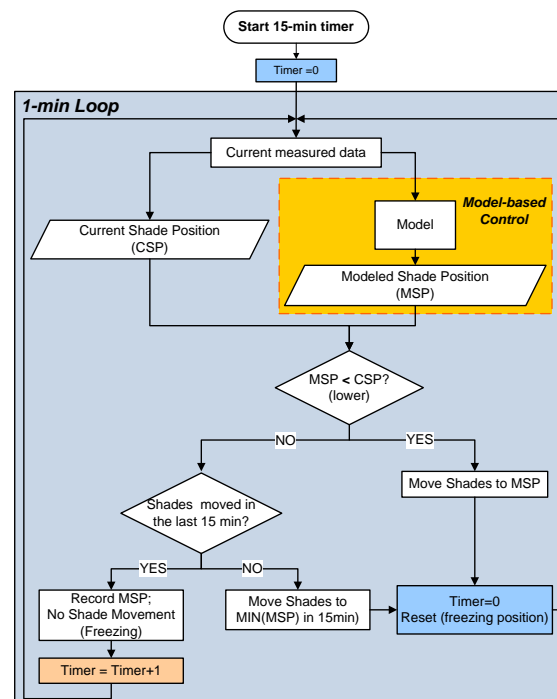 Start 15-min timer
Timer =0
1-min Loop
Current measured data
Model-based
Control
Current Shade Position
(CSP)
Model
Modeled Shade Position
(MSP)
MSP < CSP?
(lower)
NO
YES
Shades moved in
the last 15 min?
Move Shades to MSP
YES
NO
Record MSP;
No Shade Movement
(Freezing)
Move Shades to
MIN(MSP) in 15min)
Timer=0
Reset (freezing position)
Timer = Timer+1